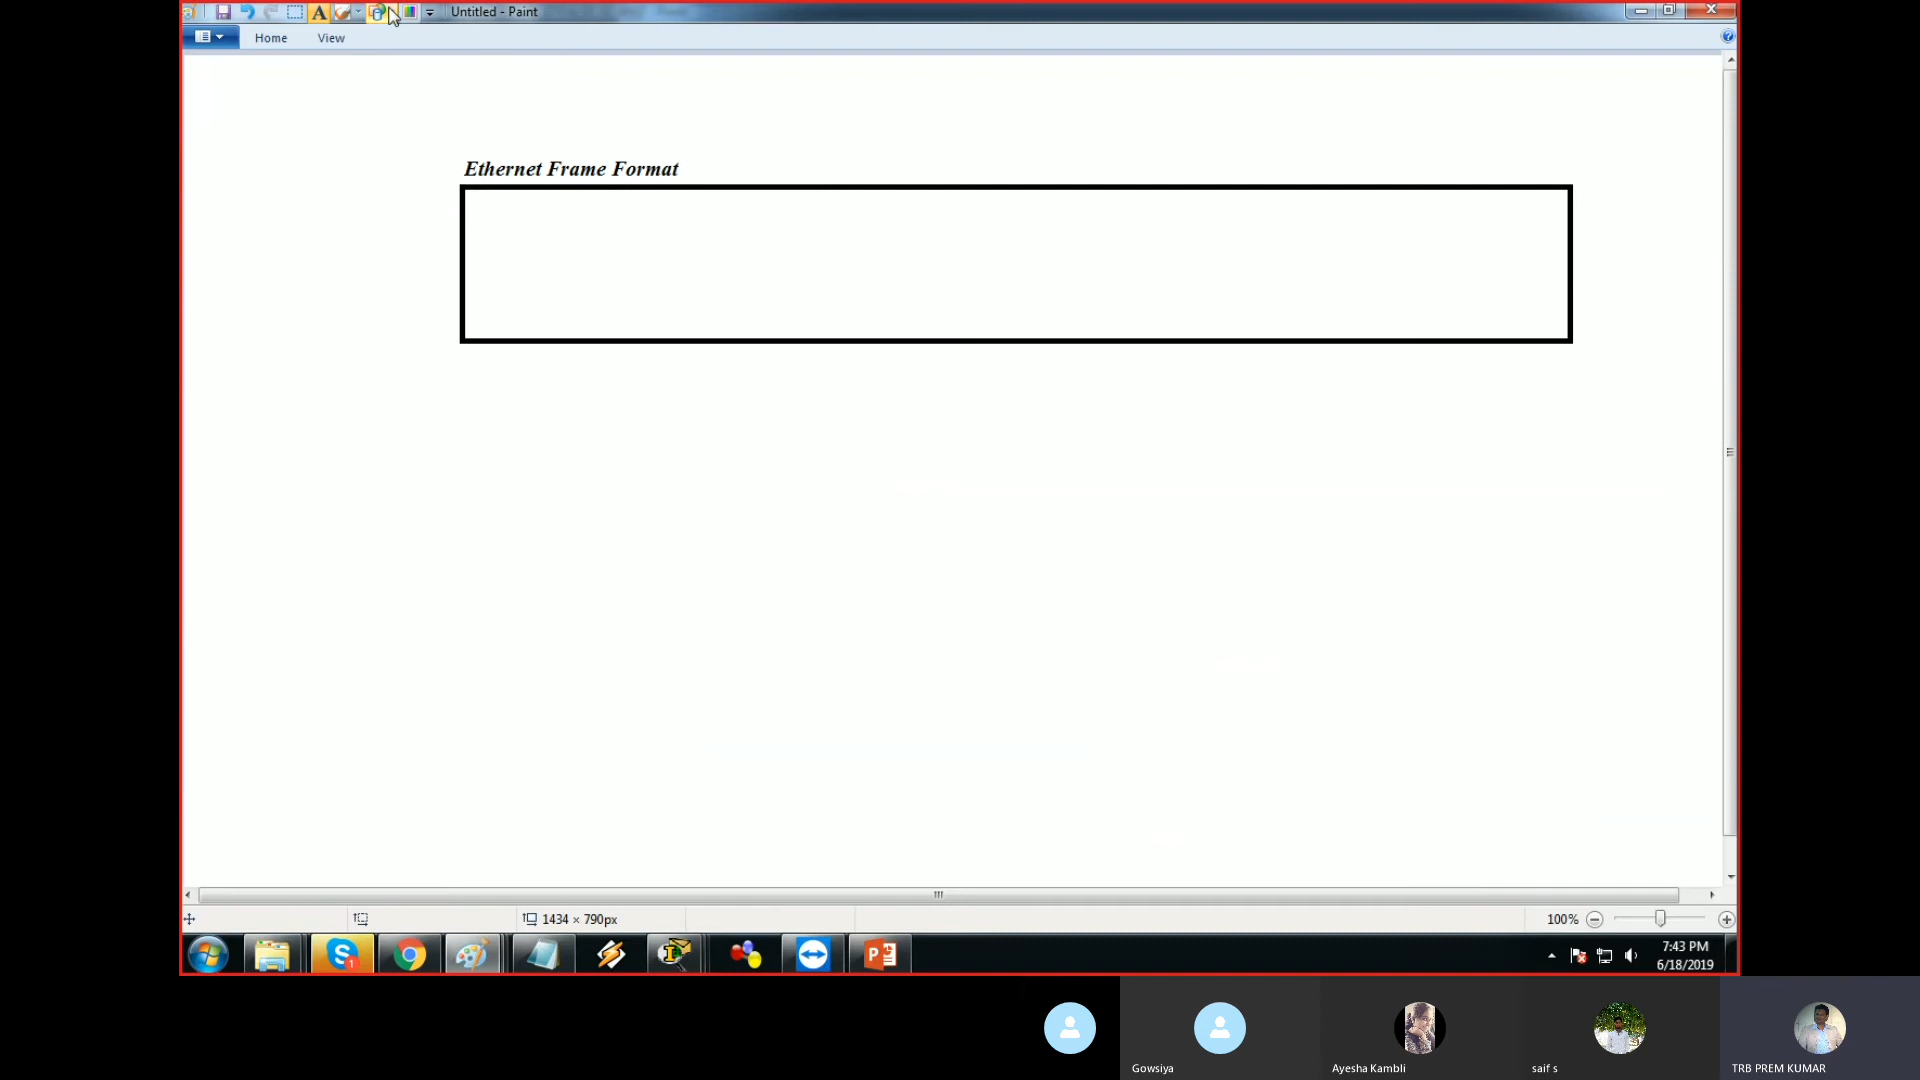 Untitled - Paint
Home
View
Ethernet Frame Format
1434 × 790px
100%
7:43 PM
6/18/2019
Gowsiya
Ayesha Kambli
saif s
TRB PREM KUMAR